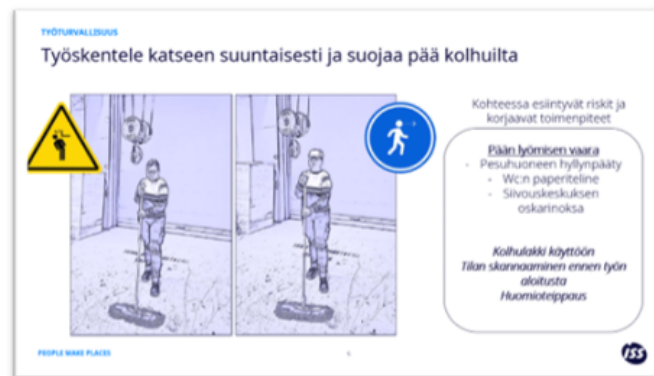 TYÖTURVALLISUUS
Työskentele katseen suuntaisesti ja suojaa pää kolhuilta
Kohteessa esiintyvät riskit ja
korjaavat toimenpiteet
Pään lyömisen vaara
- Pesuhuoneen hyllynpääty
- Wc:n paperiteline
- Siivouskeskuksen
oskarinoksa
Kolhulakki käyttöön
Tilan skannaaminen ennen työn
aloitusta
Huomioteippaus
PEOPLE MAKE PLACES
6
ISS